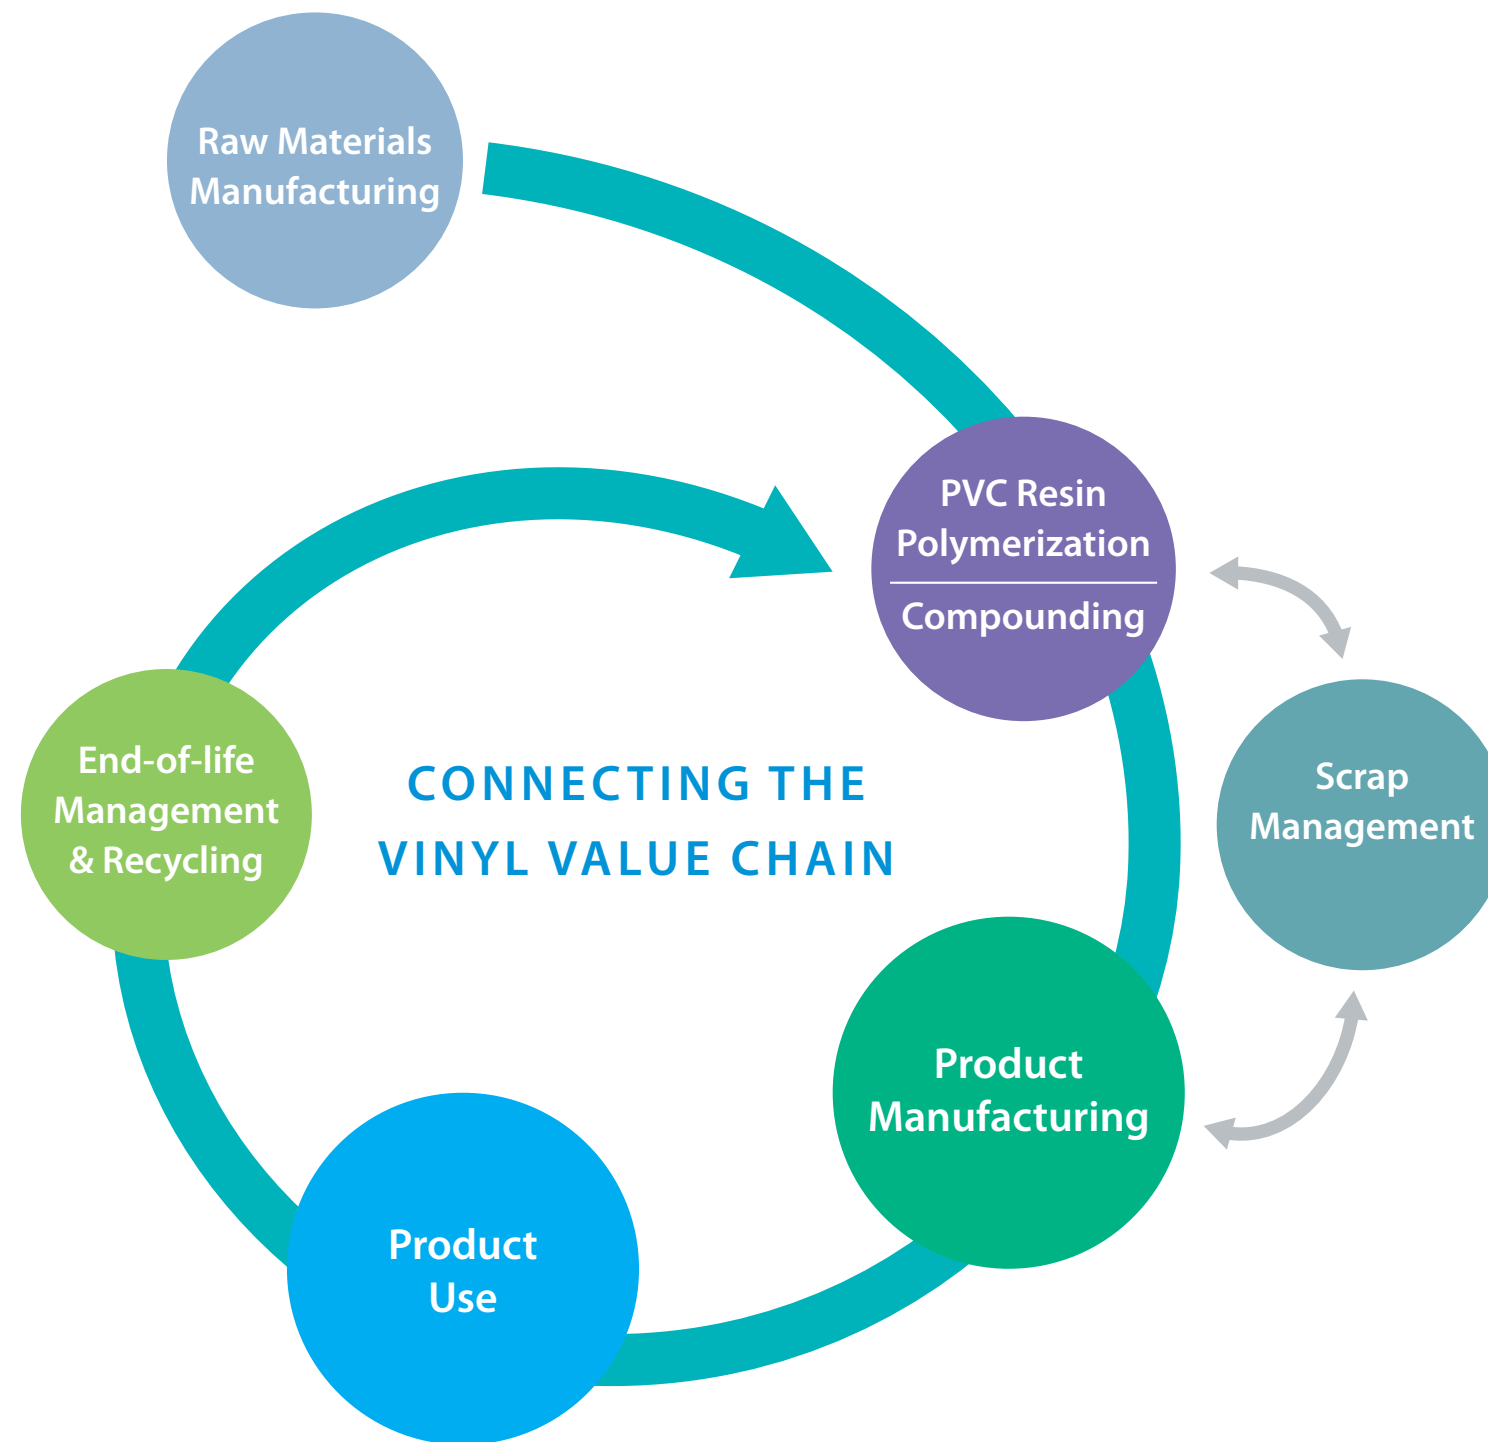 Raw Materials
Manufacturing
PVC Resin
Polymerization
Compounding
Scrap
Management
Product
Manufacturing
Product
Use
End-of-life
Management
& Recycling
CONNECTING THE
VINYL VALUE CHAIN